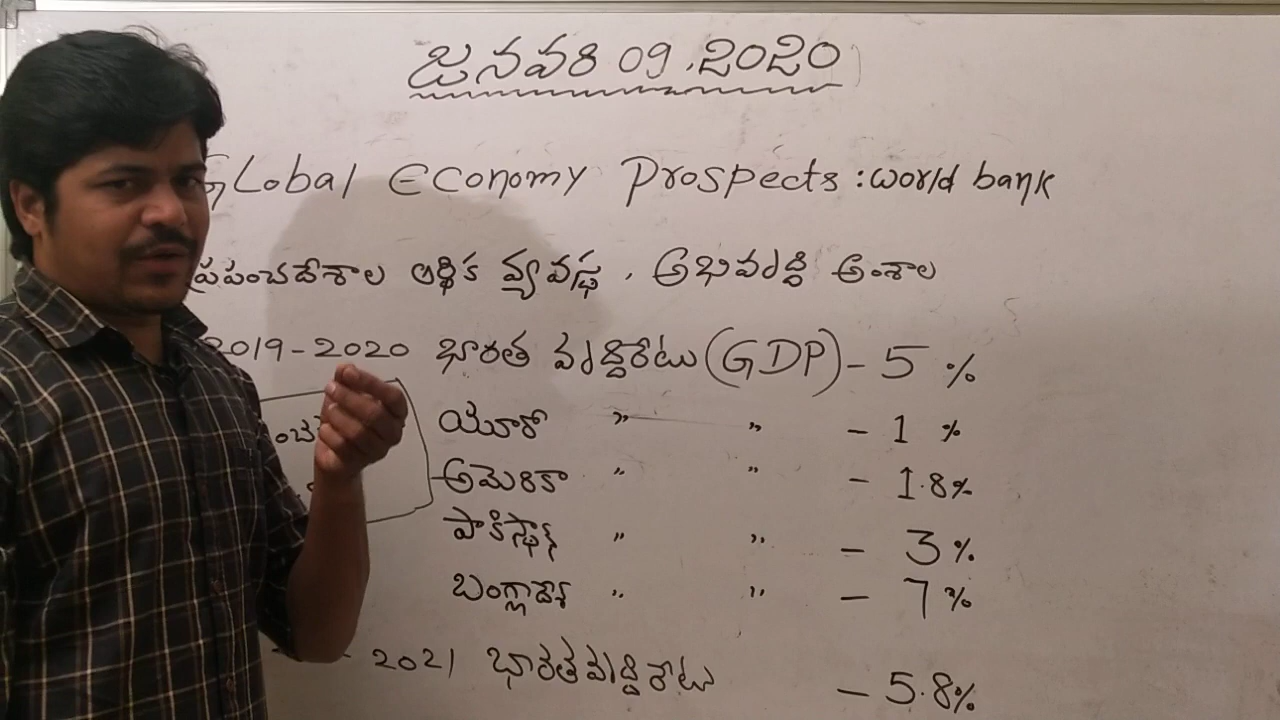 జనవరి 09, 2020
Global Economy Prospects : world bank
ప్రపంచదేశాల ఆర్థిక వ్యవస్థ, అభివృద్ధి అంశాల
2019-2020 భారత వృద్ధిరేటు (GDP) - 5 %
యూరో " " - 1 %
అమెరికా " " - 1.8%
పాకిస్థాన్ " " - 3%
బంగ్లాదేశ్ " " - 7%
2021 భారతవృద్ధిరేటు - 5.8%